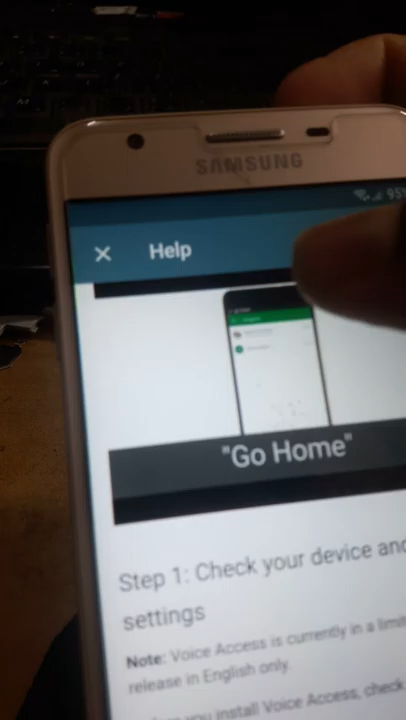 SAMSUNG
95%
Help
"Go Home"
Step 1: Check your device and
settings
Note: Voice Access is currently in a
release in English only.
you install Voice Access, check